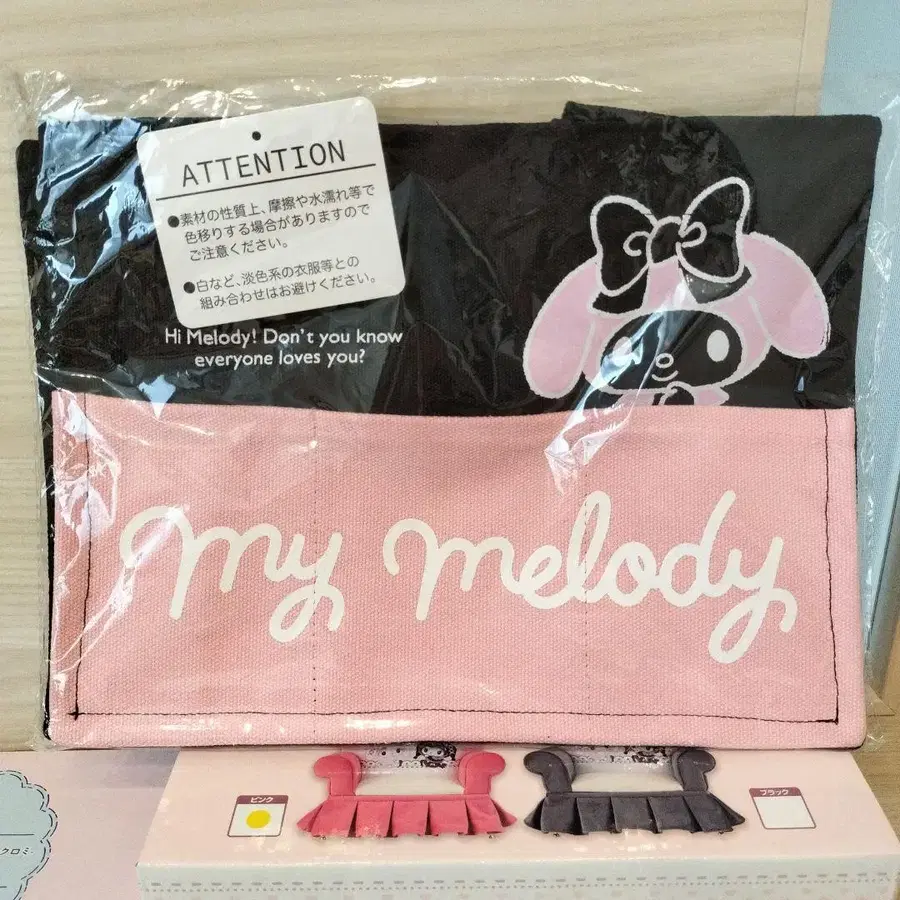 ATTENTION
●素材の性質上、摩擦や水濡れ等で
色移りする場合がありますので
ご注意ください。
●白など、淡色系の衣服等との
組み合わせはお避けください。
Hi Melody! Don't you know
everyone loves you?
my melody
ピンク
ブラック
クロミ